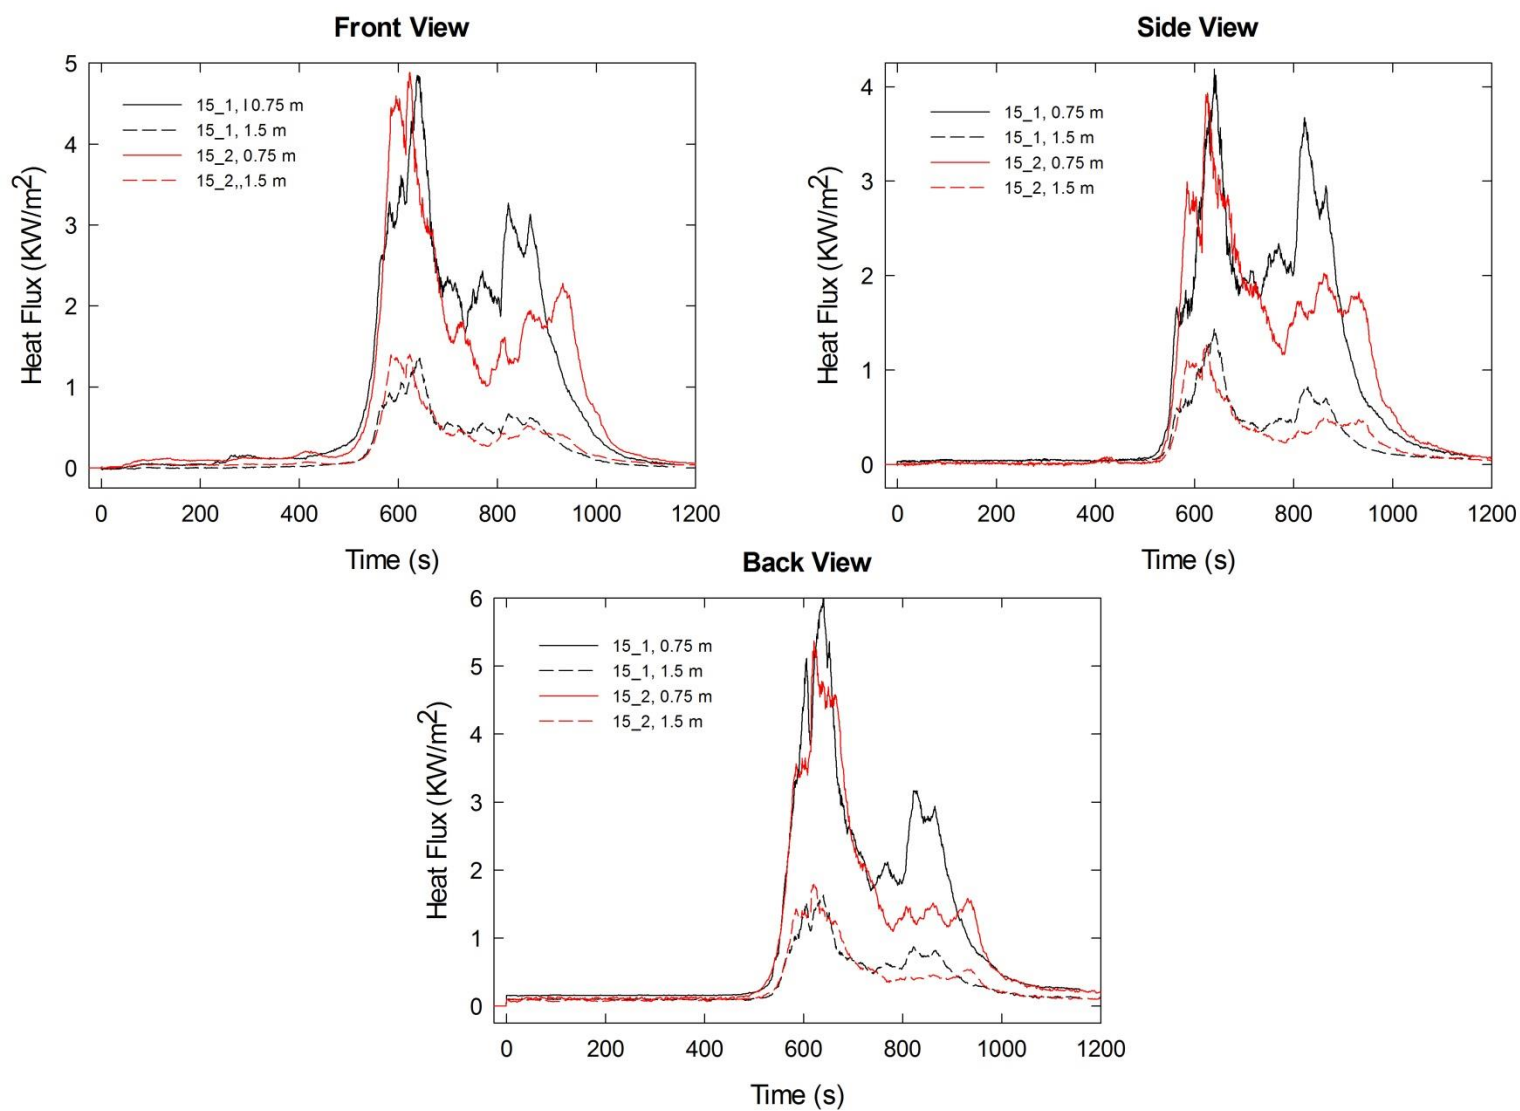 Front View
5
4
3
2
1
0
Heat Flux (KW/m2)
15_1, l 0.75 m
15_1, 1.5 m
15_2, 0.75 m
15_2,,1.5 m
0 200 400 600 800 1000 1200
Time (s)
Side View
4
3
2
1
0
Heat Flux (KW/m2)
15_1, 0.75 m
15_1, 1.5 m
15_2, 0.75 m
15_2, 1.5 m
0 200 400 600 800 1000 1200
Time (s)
Back View
6
5
4
3
2
1
0
Heat Flux (KW/m2)
15_1, 0.75 m
15_1, 1.5 m
15_2, 0.75 m
15_2, 1.5 m
0 200 400 600 800 1000 1200
Time (s)